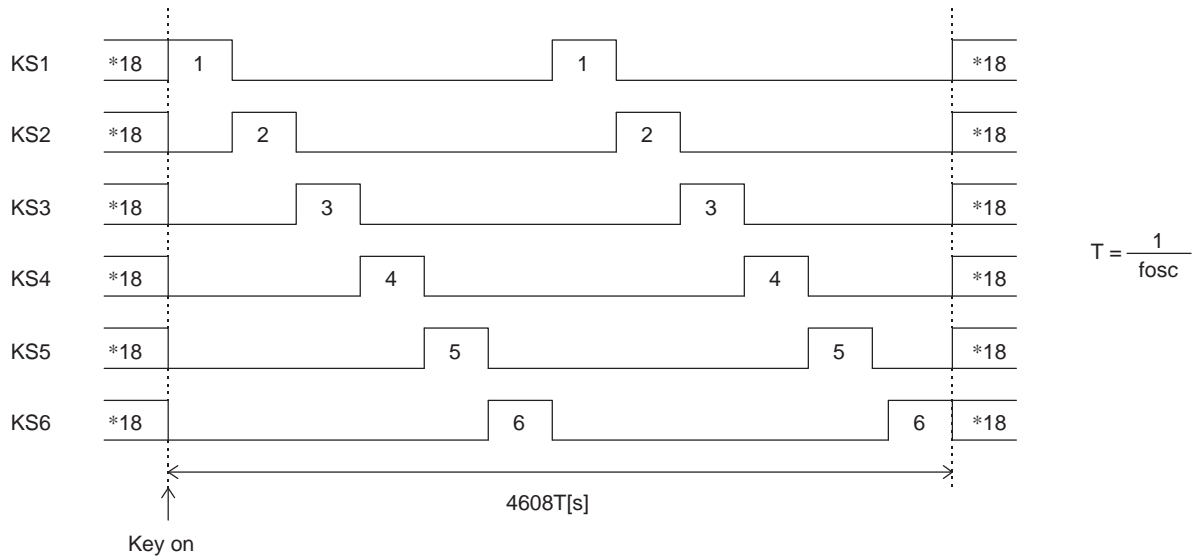 KS1 *18 1 1 *18
KS2 *18 2 2 *18
KS3 *18 3 3 *18
T = 1 / fosc
KS4 *18 4 4 *18
KS5 *18 5 5 *18
KS6 *18 6 6 *18
4608T[s]
Key on